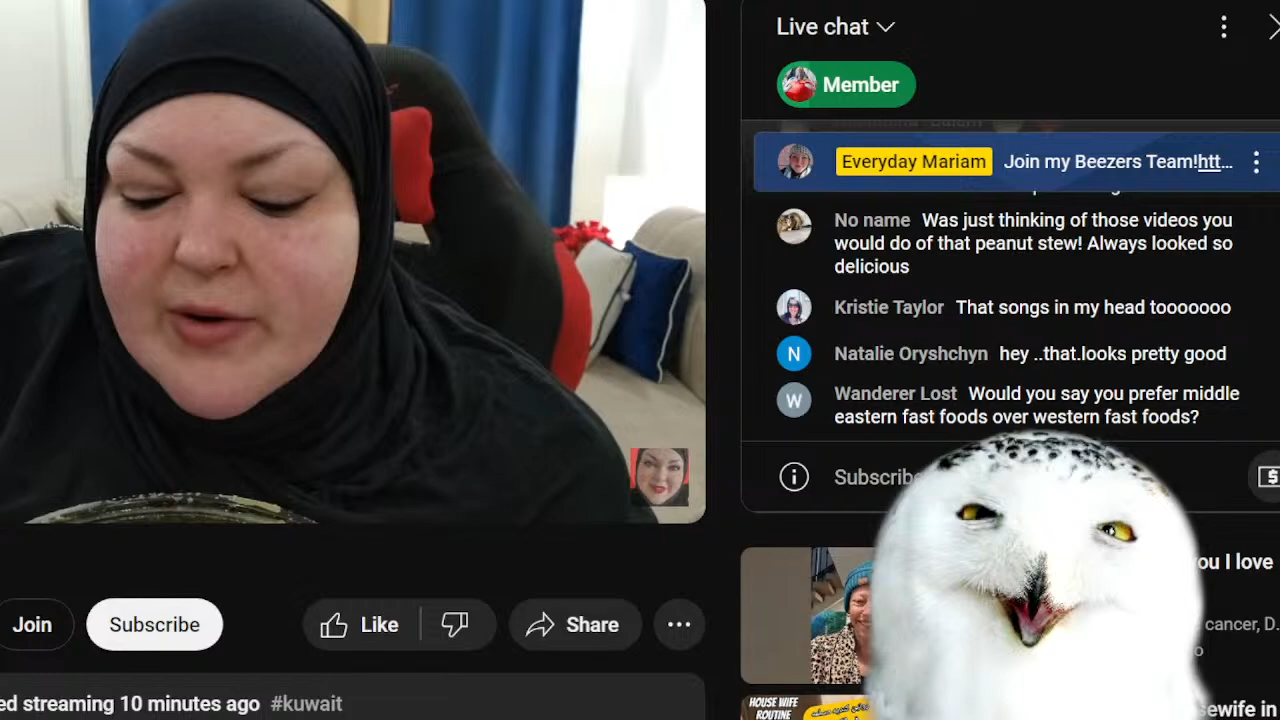 Live chat
Member
Everyday Mariam Join my Beezers Team!htt...
No name Was just thinking of those videos you
would do of that peanut stew! Always looked so
delicious
Kristie Taylor That songs in my head tooooooo
N
Natalie Oryshchyn hey ..that.looks pretty good
W
Wanderer Lost Would you say you prefer middle
eastern fast foods over western fast foods?
Subscribe
ou I love
cancer, D.
Join
Subscribe
Like
Share
ed streaming 10 minutes ago #kuwait
HOUSE WIFE
ROUTINE
sewife in